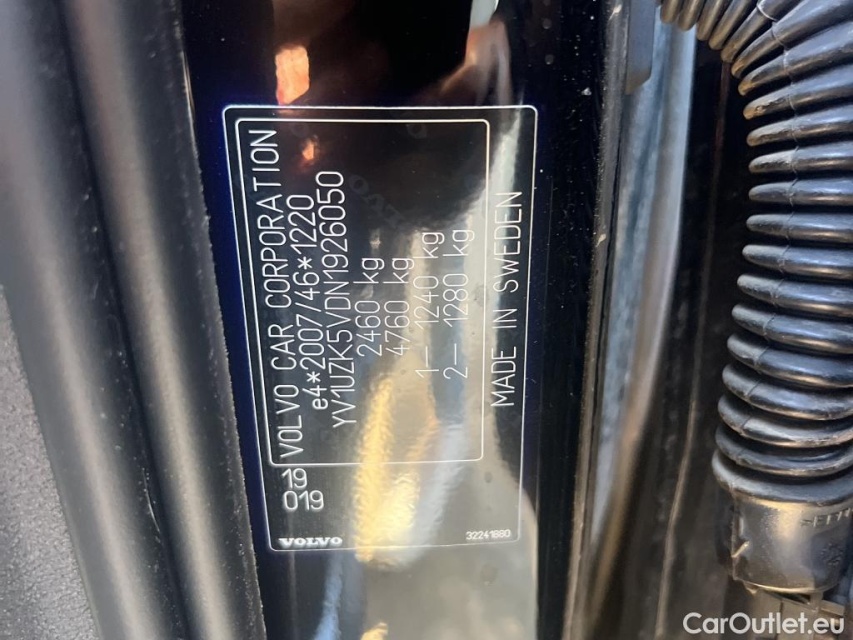 VOLVO CAR CORPORATION
e4*2007/46*1220
YV1UZK5VDN1926050
2460 kg
4760 kg
1– 1240 kg
2– 1280 kg
MADE IN SWEDEN
19
019
VOLVO
32241660
CarOutlet.eu